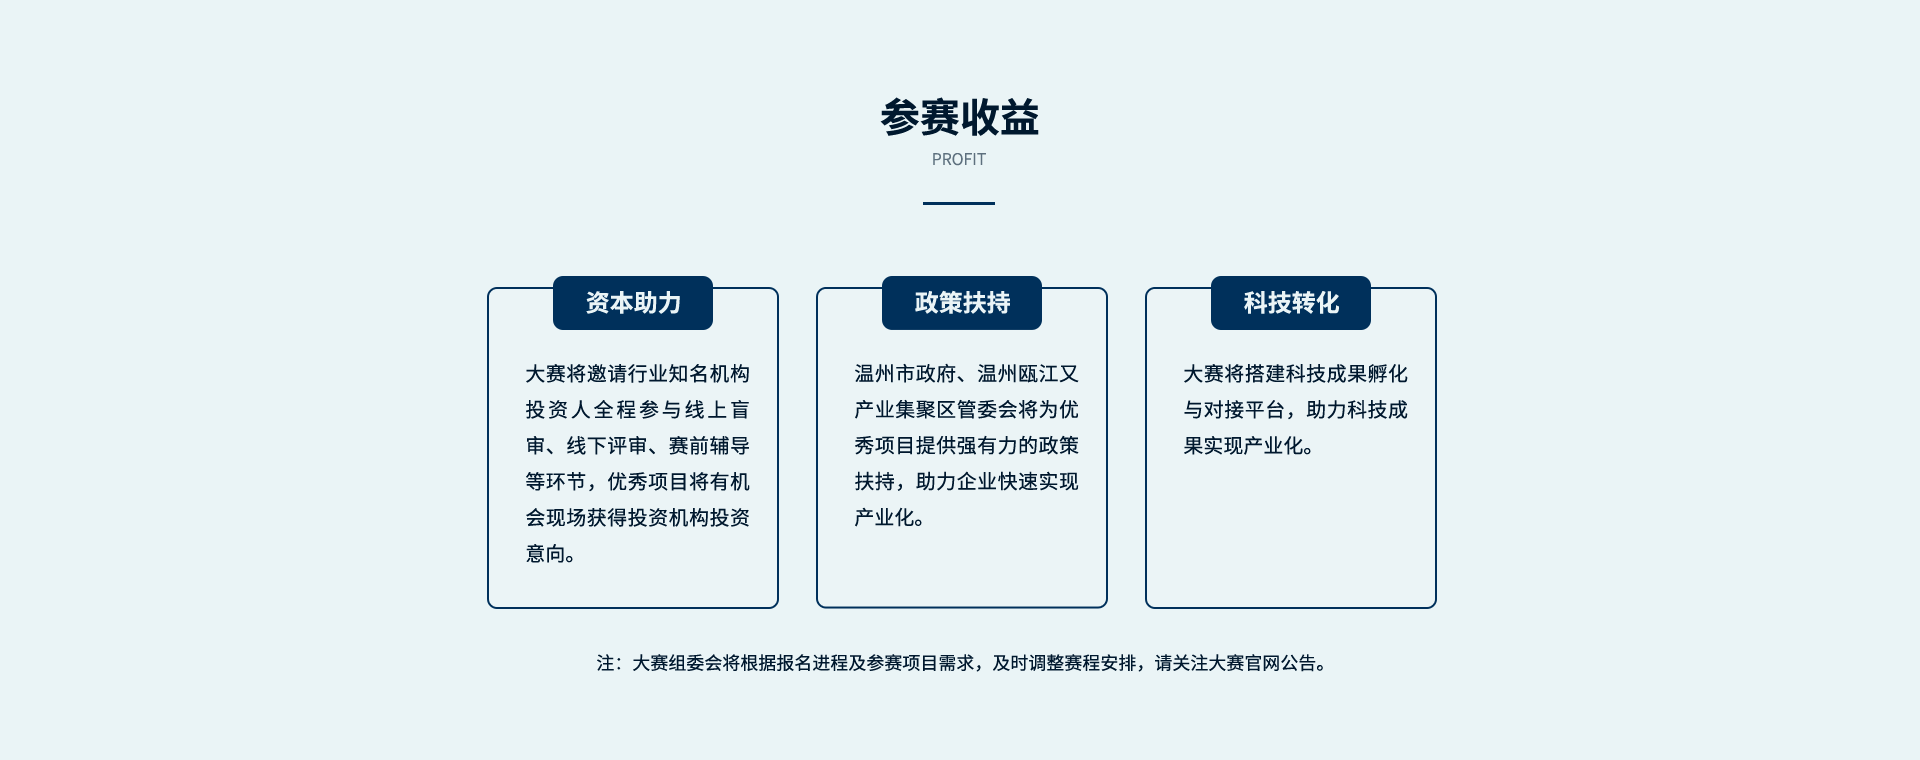 参赛收益
PROFIT
资本助力
大赛将邀请行业知名机构
投资人全程参与线上盲
审、线下评审、赛前辅导
等环节，优秀项目将有机
会现场获得投资机构投资
意向。
政策扶持
温州市政府、温州瓯江又
产业集聚区管委会将为优
秀项目提供强有力的政策
扶持，助力企业快速实现
产业化。
科技转化
大赛将搭建科技成果孵化
与对接平台，助力科技成
果实现产业化。
注：大赛组委会将根据报名进程及参赛项目需求，及时调整赛程安排，请关注大赛官网公告。